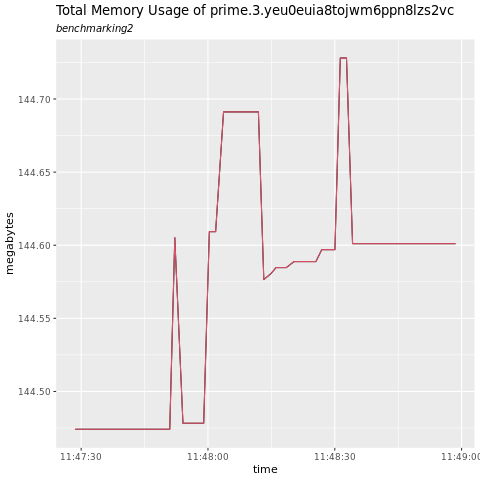 Total Memory Usage of prime.3.yeu0euia8tojwm6ppn8lzs2vc
benchmarking2
144.70
144.65
144.60
144.55
144.50
megabytes
11:47:30
11:48:00
11:48:30
11:49:00
time